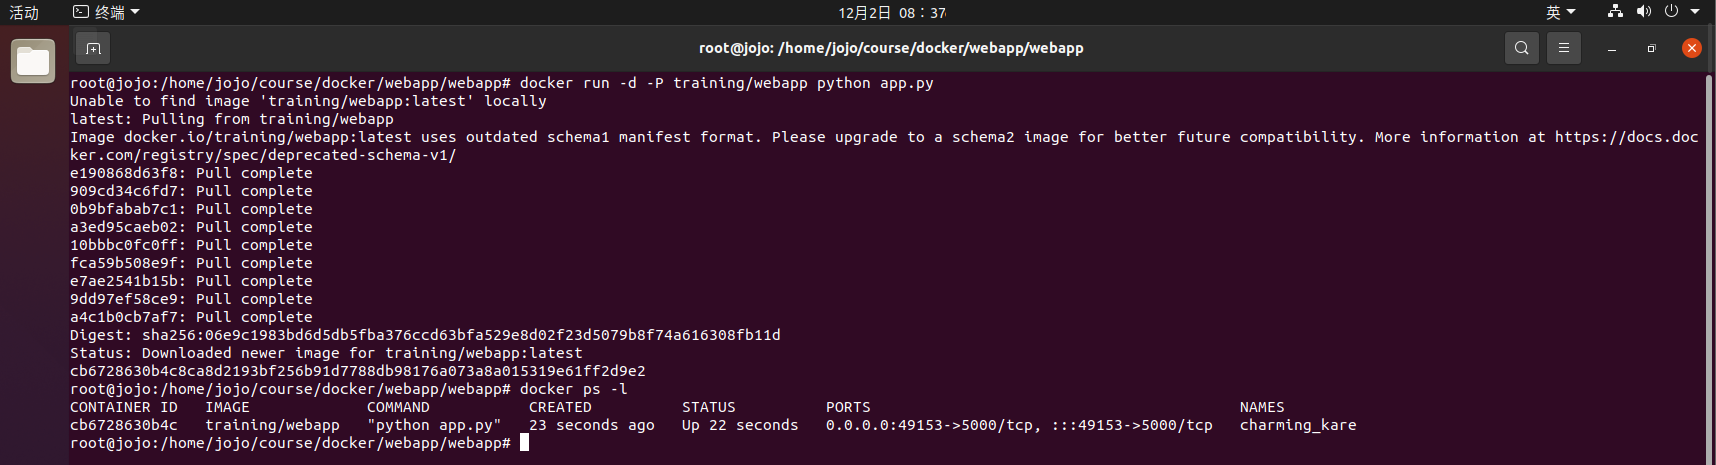 活动 终端 12月2日 08：37 英
root@jojo: /home/jojo/course/docker/webapp/webapp
root@jojo:/home/jojo/course/docker/webapp/webapp# docker run -d -P training/webapp python app.py
Unable to find image 'training/webapp:latest' locally
latest: Pulling from training/webapp
Image docker.io/training/webapp:latest uses outdated schema1 manifest format. Please upgrade to a schema2 image for better future compatibility. More information at https://docs.doc
ker.com/registry/spec/deprecated-schema-v1/
e190868d63f8: Pull complete
909cd34c6fd7: Pull complete
0b9bfabab7c1: Pull complete
a3ed95caeb02: Pull complete
10bbbc0fc0ff: Pull complete
fca59b508e9f: Pull complete
e7ae2541b15b: Pull complete
9dd97ef58ce9: Pull complete
a4c1b0cb7af7: Pull complete
Digest: sha256:06e9c1983bd6d5db5fba376ccd63bfa529e8d02f23d5079b8f74a616308fb11d
Status: Downloaded newer image for training/webapp:latest
cb6728630b4c8ca8d2193bf256b91d7788db98176a073a8a015319e61ff2d9e2
root@jojo:/home/jojo/course/docker/webapp/webapp# docker ps -l
CONTAINER ID   IMAGE             COMMAND           CREATED          STATUS          PORTS                                         NAMES
cb6728630b4c   training/webapp   "python app.py"   23 seconds ago   Up 22 seconds   0.0.0.0:49153->5000/tcp, :::49153->5000/tcp   charming_kare
root@jojo:/home/jojo/course/docker/webapp/webapp#